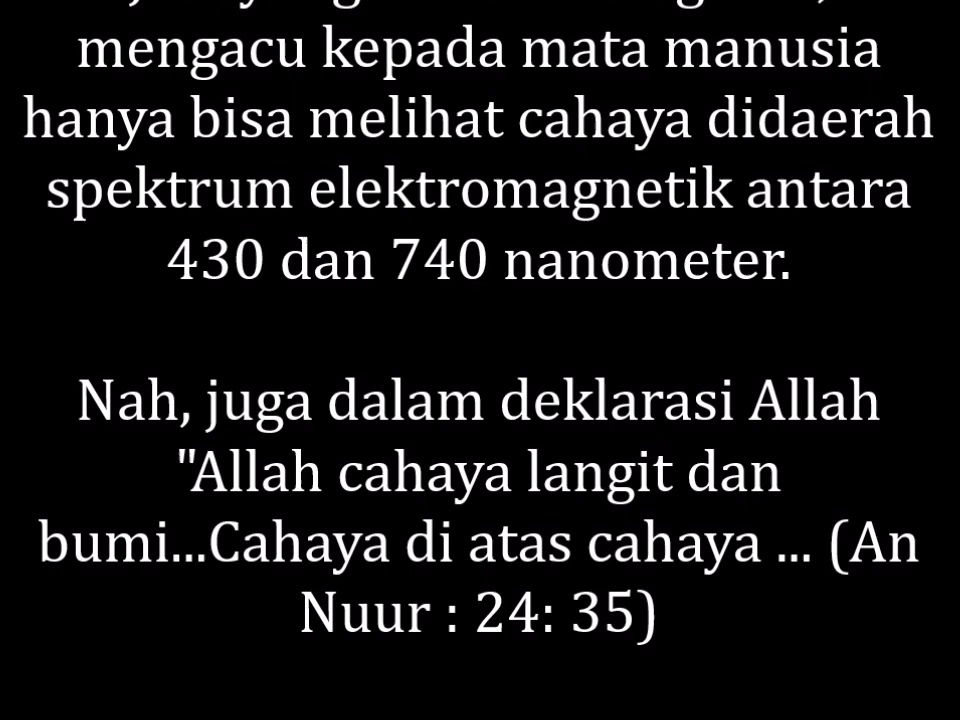 mengacu kepada mata manusia
hanya bisa melihat cahaya didaerah
spektrum elektromagnetik antara
430 dan 740 nanometer.
Nah, juga dalam deklarasi Allah
"Allah cahaya langit dan
bumi...Cahaya di atas cahaya ... (An
Nuur : 24: 35)